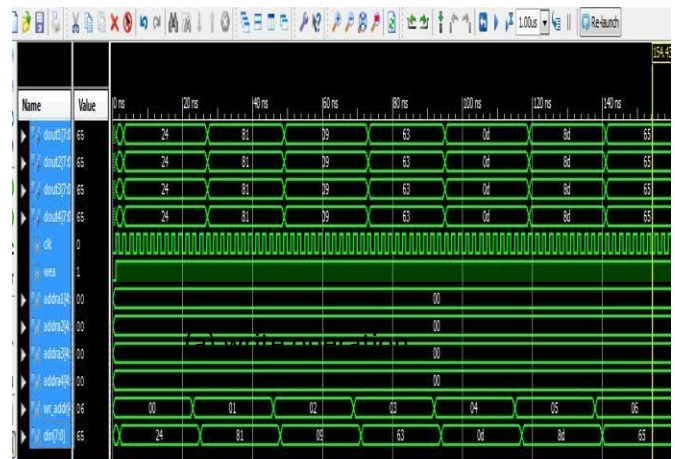 1.00us Re-launch
154.43
Name Value 0 ns 20 ns 40 ns 60 ns 80 ns 100 ns 120 ns 140 ns
dout1[7:0 65 24 81 09 63 0d 8d 65
dout2[7:0 65 24 81 09 63 0d 8d 65
dout3[7:0 65 24 81 09 63 0d 8d 65
dout4[7:0 65 24 81 09 63 0d 8d 65
clk 0
wea 1
addra1[4: 00 00
addra2[4: 00 00
(a) write operation
addra3[4: 00 00
addra4[4: 00 00
wr_addr[ 06 00 01 02 03 04 05 06
din[7:0] 65 24 81 09 63 0d 8d 65